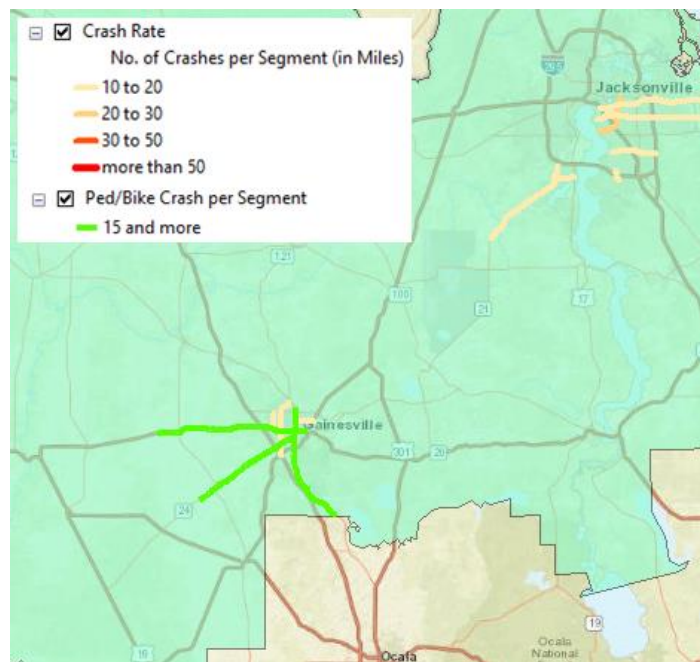 Crash Rate
No. of Crashes per Segment (in Miles)
10 to 20
20 to 30
30 to 50
more than 50
Ped/Bike Crash per Segment
15 and more
295
Jacksonville
121
100
17
21
Gainesville
301
20
24
19
19
Ocala
National
Ocala